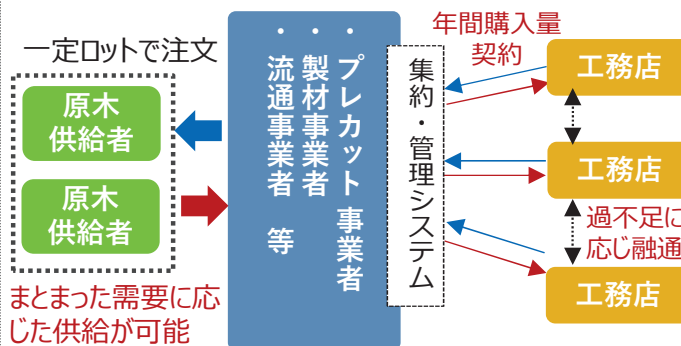 一定ロットで注文
原木
供給者
原木
供給者
まとまった需要に応
じた供給が可能
・プレカット事業者
・製材事業者
・流通事業者 等
集約・管理システム
年間購入量
契約
工務店
工務店
過不足に
応じ融通
工務店